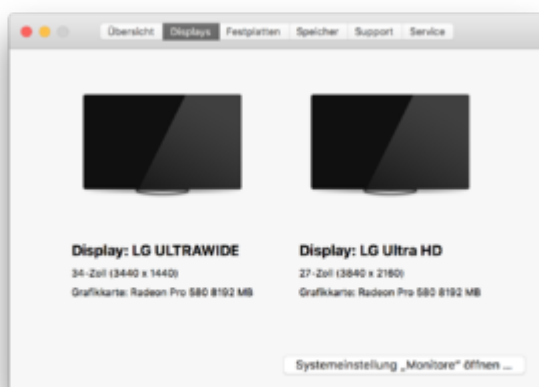 Übersicht Displays Festplatten Speicher Support Service
Display: LG ULTRAWIDE
34-Zoll (3440 x 1440)
Grafikkarte: Radeon Pro 580 8192 MB
Display: LG Ultra HD
27-Zoll (3840 x 2160)
Grafikkarte: Radeon Pro 580 8192 MB
Systemeinstellung „Monitore“ öffnen ...